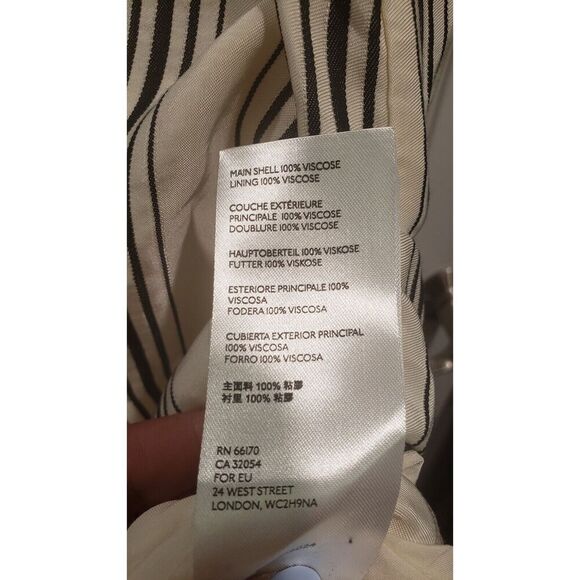 MAIN SHELL 100% VISCOSE
LINING 100% VISCOSE
COUCHE EXTÉRIEURE
PRINCIPALE 100% VISCOSE
DOUBLURE 100% VISCOSE
HAUPTOBERTEIL 100% VISKOSE
FUTTER 100% VISKOSE
ESTERIORE PRINCIPALE 100%
VISCOSA
FODERA 100% VISCOSA
CUBIERTA EXTERIOR PRINCIPAL
100% VISCOSA
FORRO 100% VISCOSA
主面料 100% 粘膠
衬里 100% 粘膠
RN 66170
CA 32054
FOR EU
24 WEST STREET
LONDON, WC2H9NA